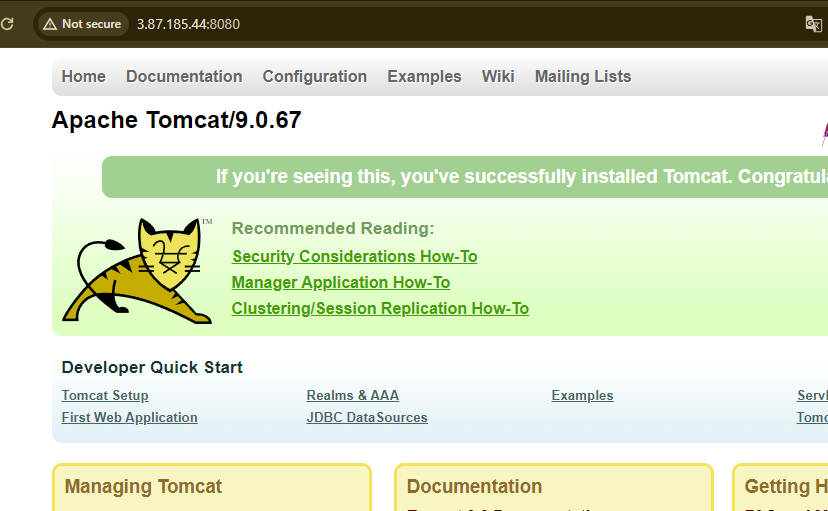 Not secure 3.87.185.44:8080
Home Documentation Configuration Examples Wiki Mailing Lists
Apache Tomcat/9.0.67
If you're seeing this, you've successfully installed Tomcat.
TM
Recommended Reading:
Security Considerations How-To
Manager Application How-To
Clustering/Session Replication How-To
Developer Quick Start
Tomcat Setup Realms & AAA Examples
First Web Application JDBC DataSources
Managing Tomcat Documentation Getting